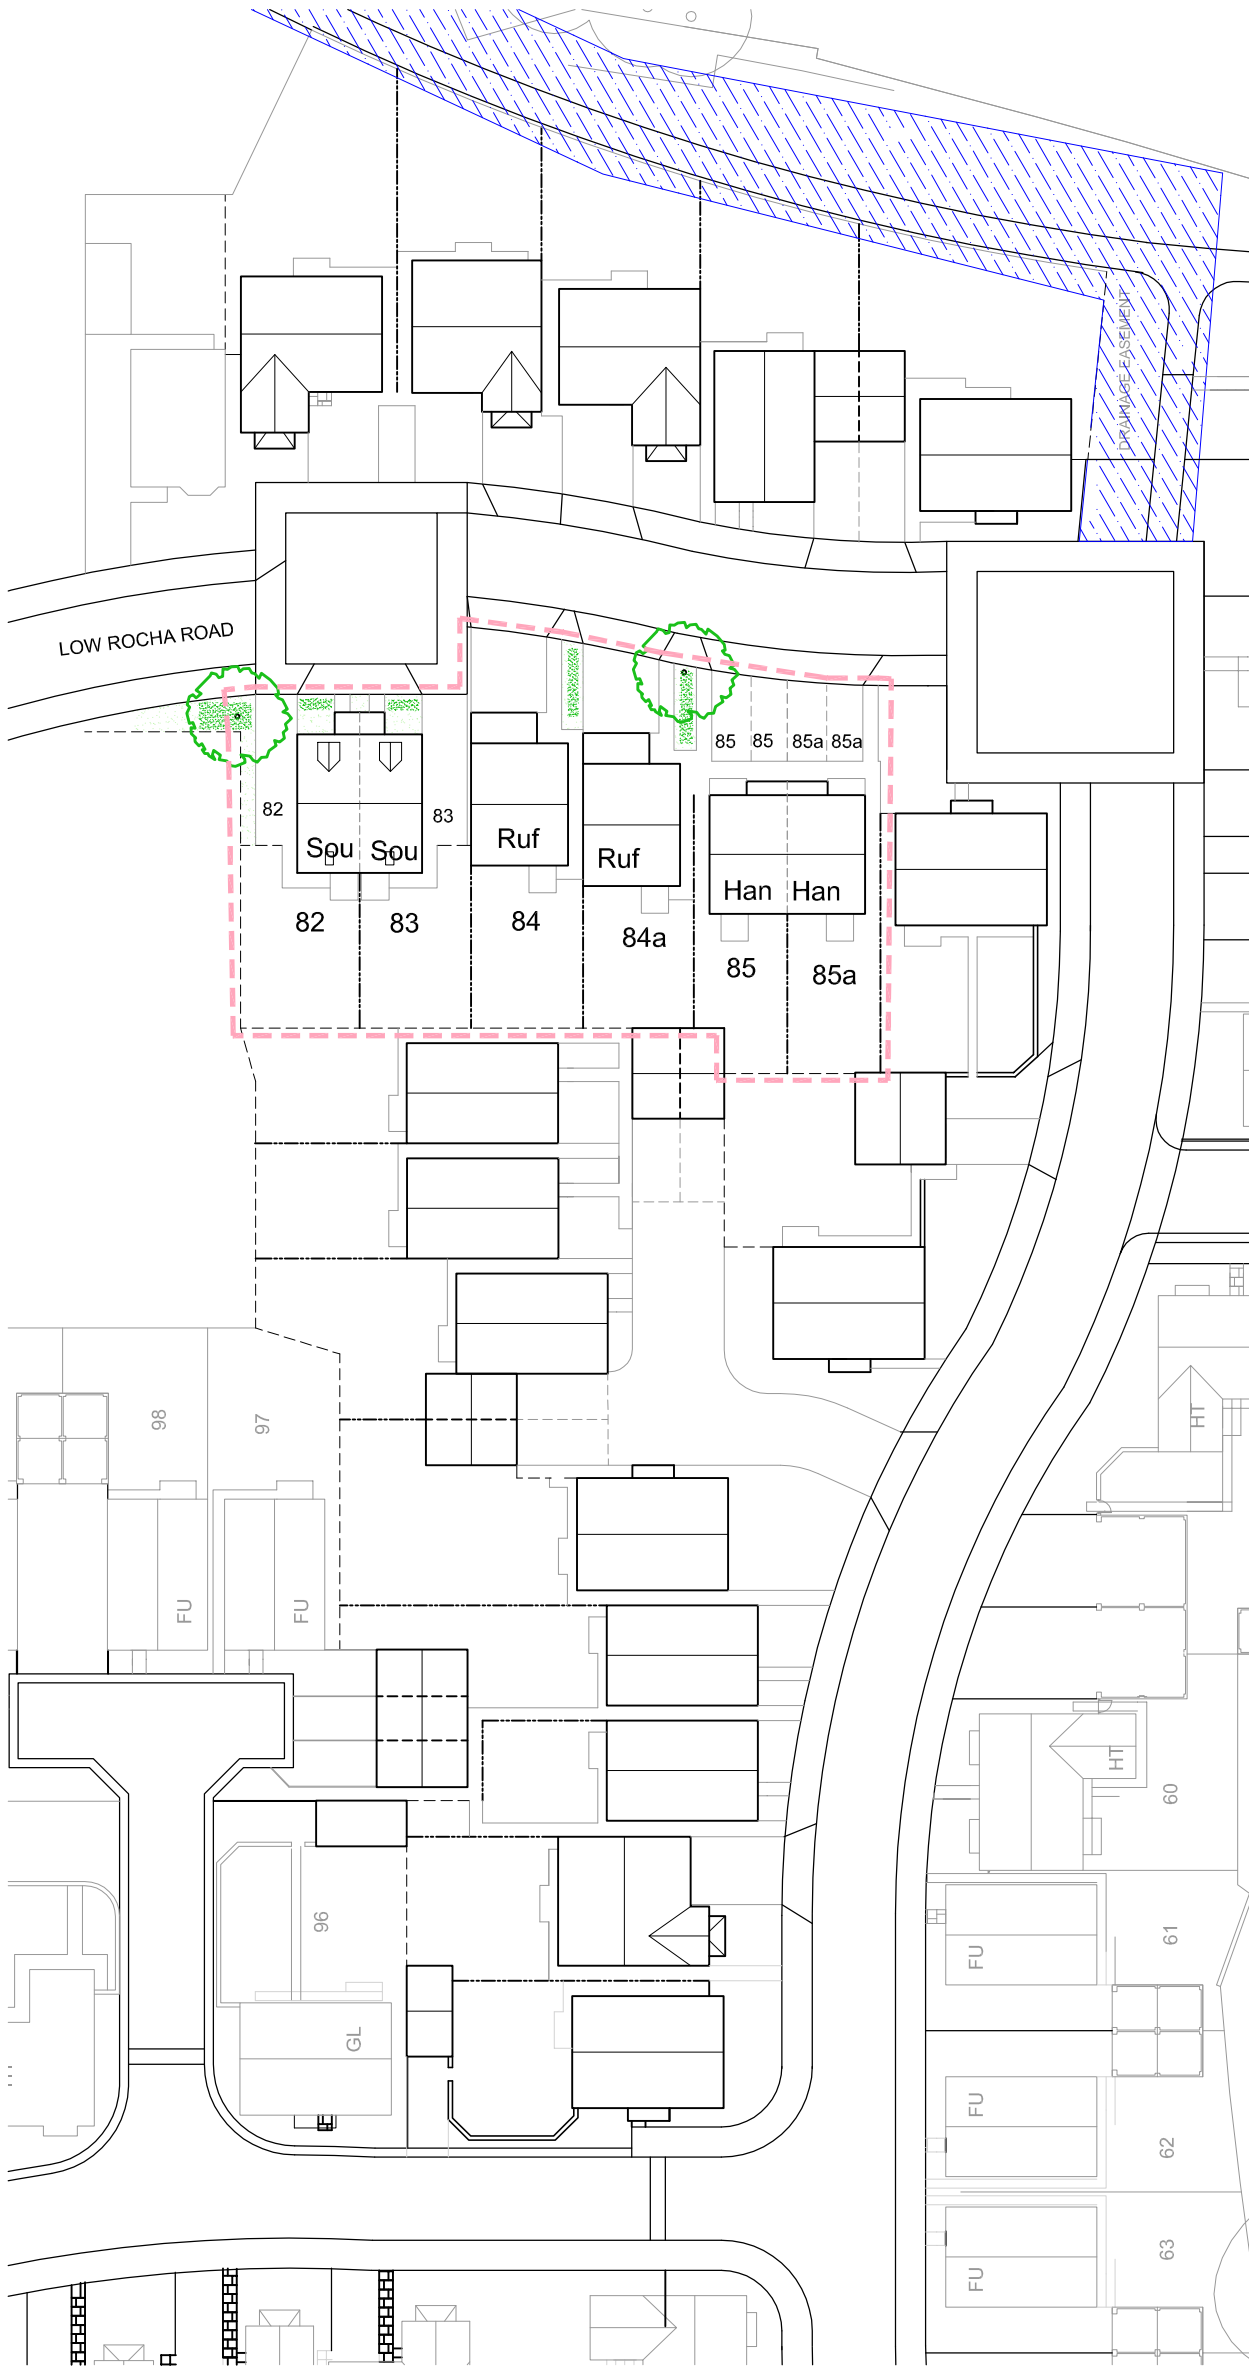 DRAINAGE EASEMENT
LOW ROCHA ROAD
85 85 85a 85a
82
83
Sou Sou
Ruf
Ruf
Han Han
82
83
84
84a
85
85a
98
97
HT
FU
FU
HT
60
96
61
FU
GL
FU
62
63
FU